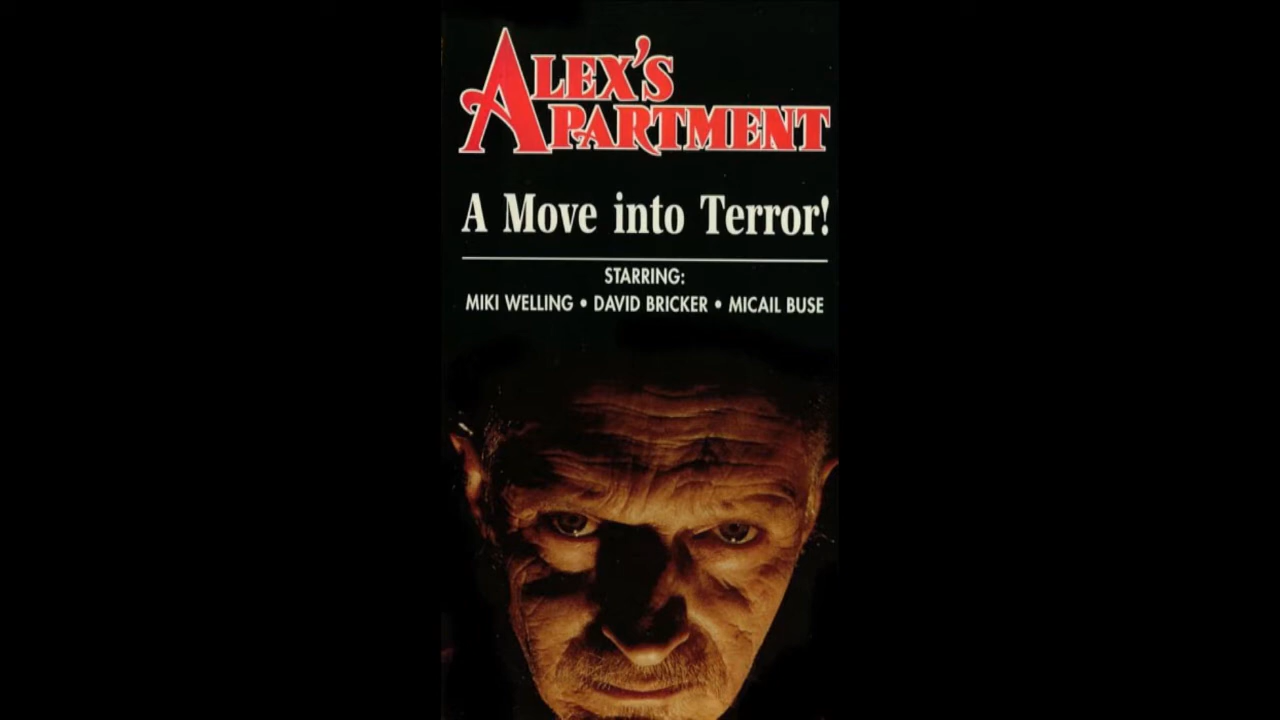 ALEX'S
APARTMENT
A Move into Terror!
STARRING:
MIKI WELLING • DAVID BRICKER • MICAIL BUSE